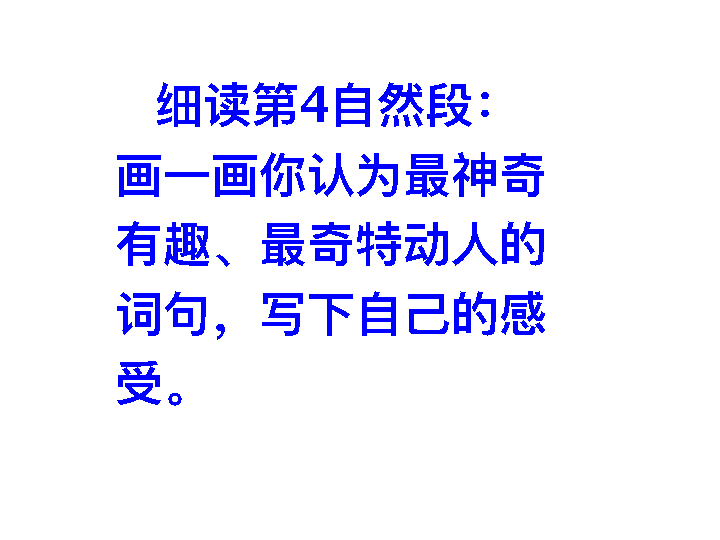 细读第4自然段：
画一画你认为最神奇
有趣、最奇特动人的
词句，写下自己的感
受。